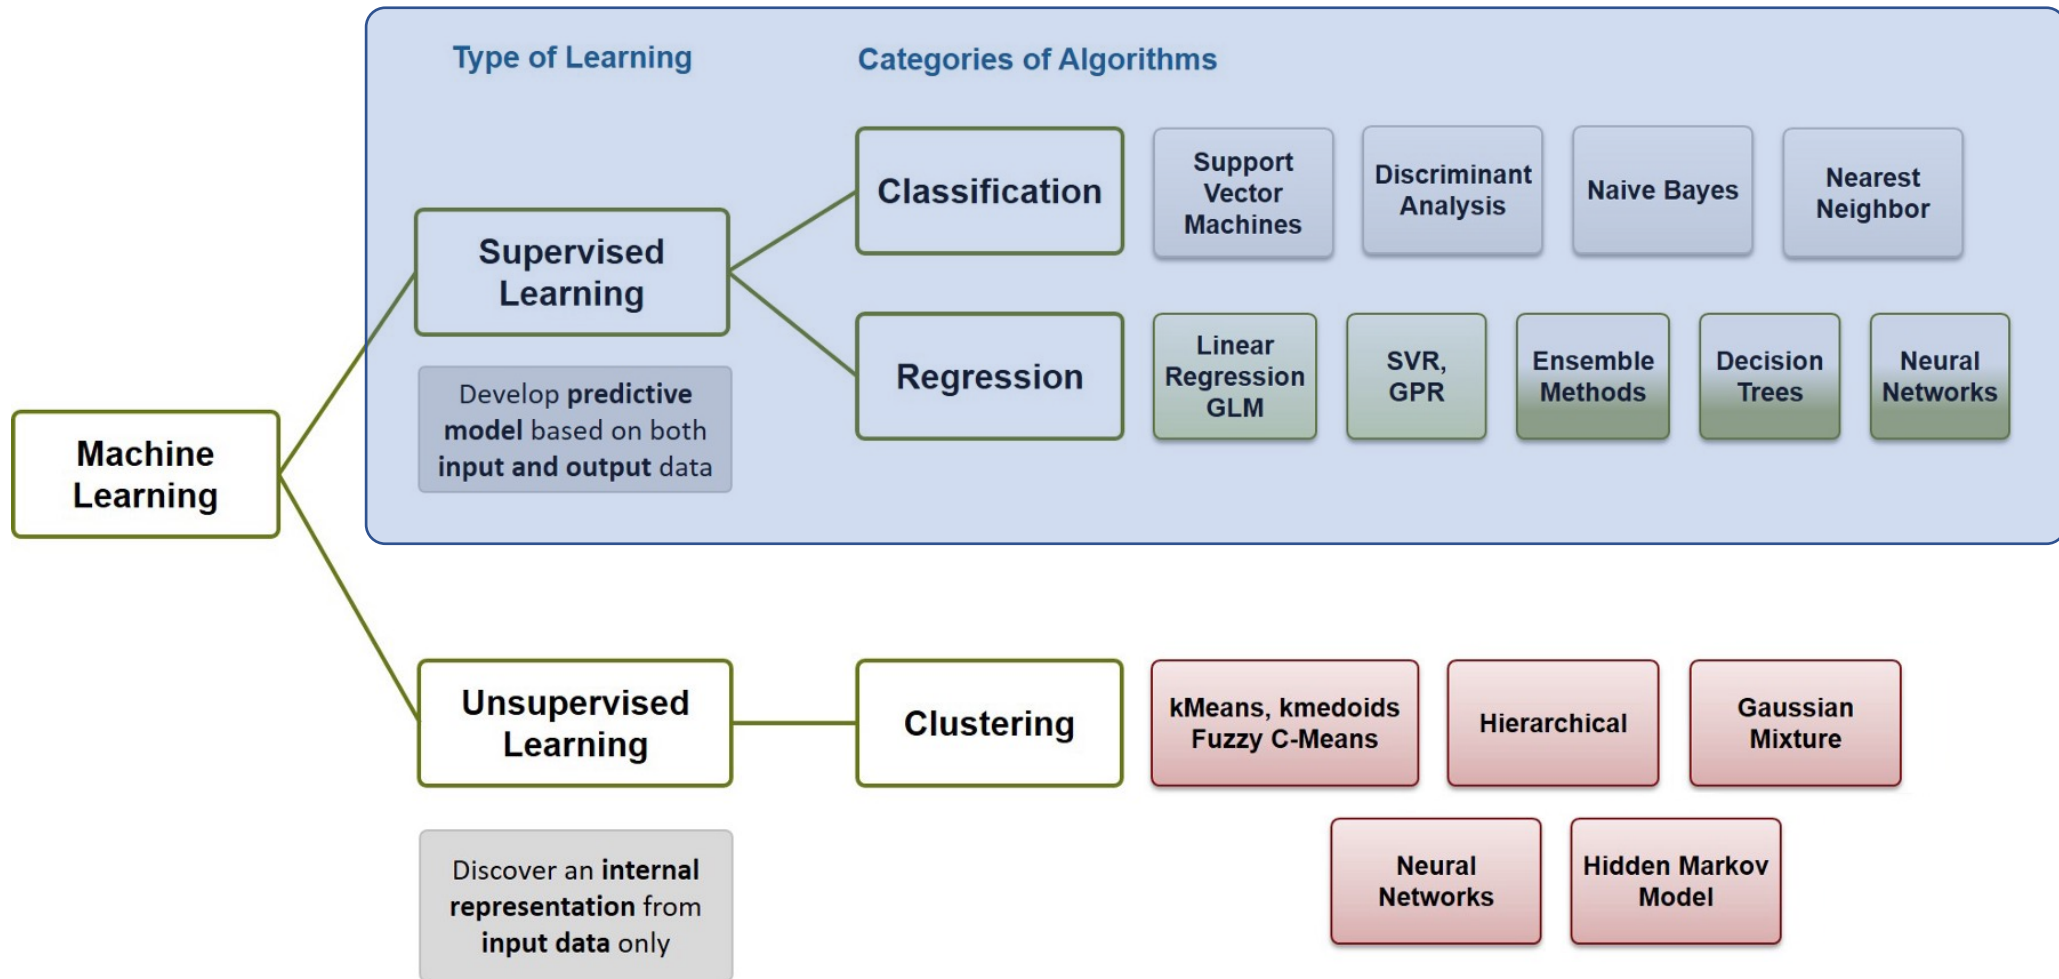 Type of Learning
Categories of Algorithms
Machine
Learning
Supervised
Learning
Develop predictive
model based on both
input and output data
Classification
Support
Vector
Machines
Discriminant
Analysis
Naive Bayes
Nearest
Neighbor
Regression
Linear
Regression
GLM
SVR,
GPR
Ensemble
Methods
Decision
Trees
Neural
Networks
Unsupervised
Learning
Discover an internal
representation from
input data only
Clustering
kMeans, kmedoids
Fuzzy C-Means
Hierarchical
Gaussian
Mixture
Neural
Networks
Hidden Markov
Model